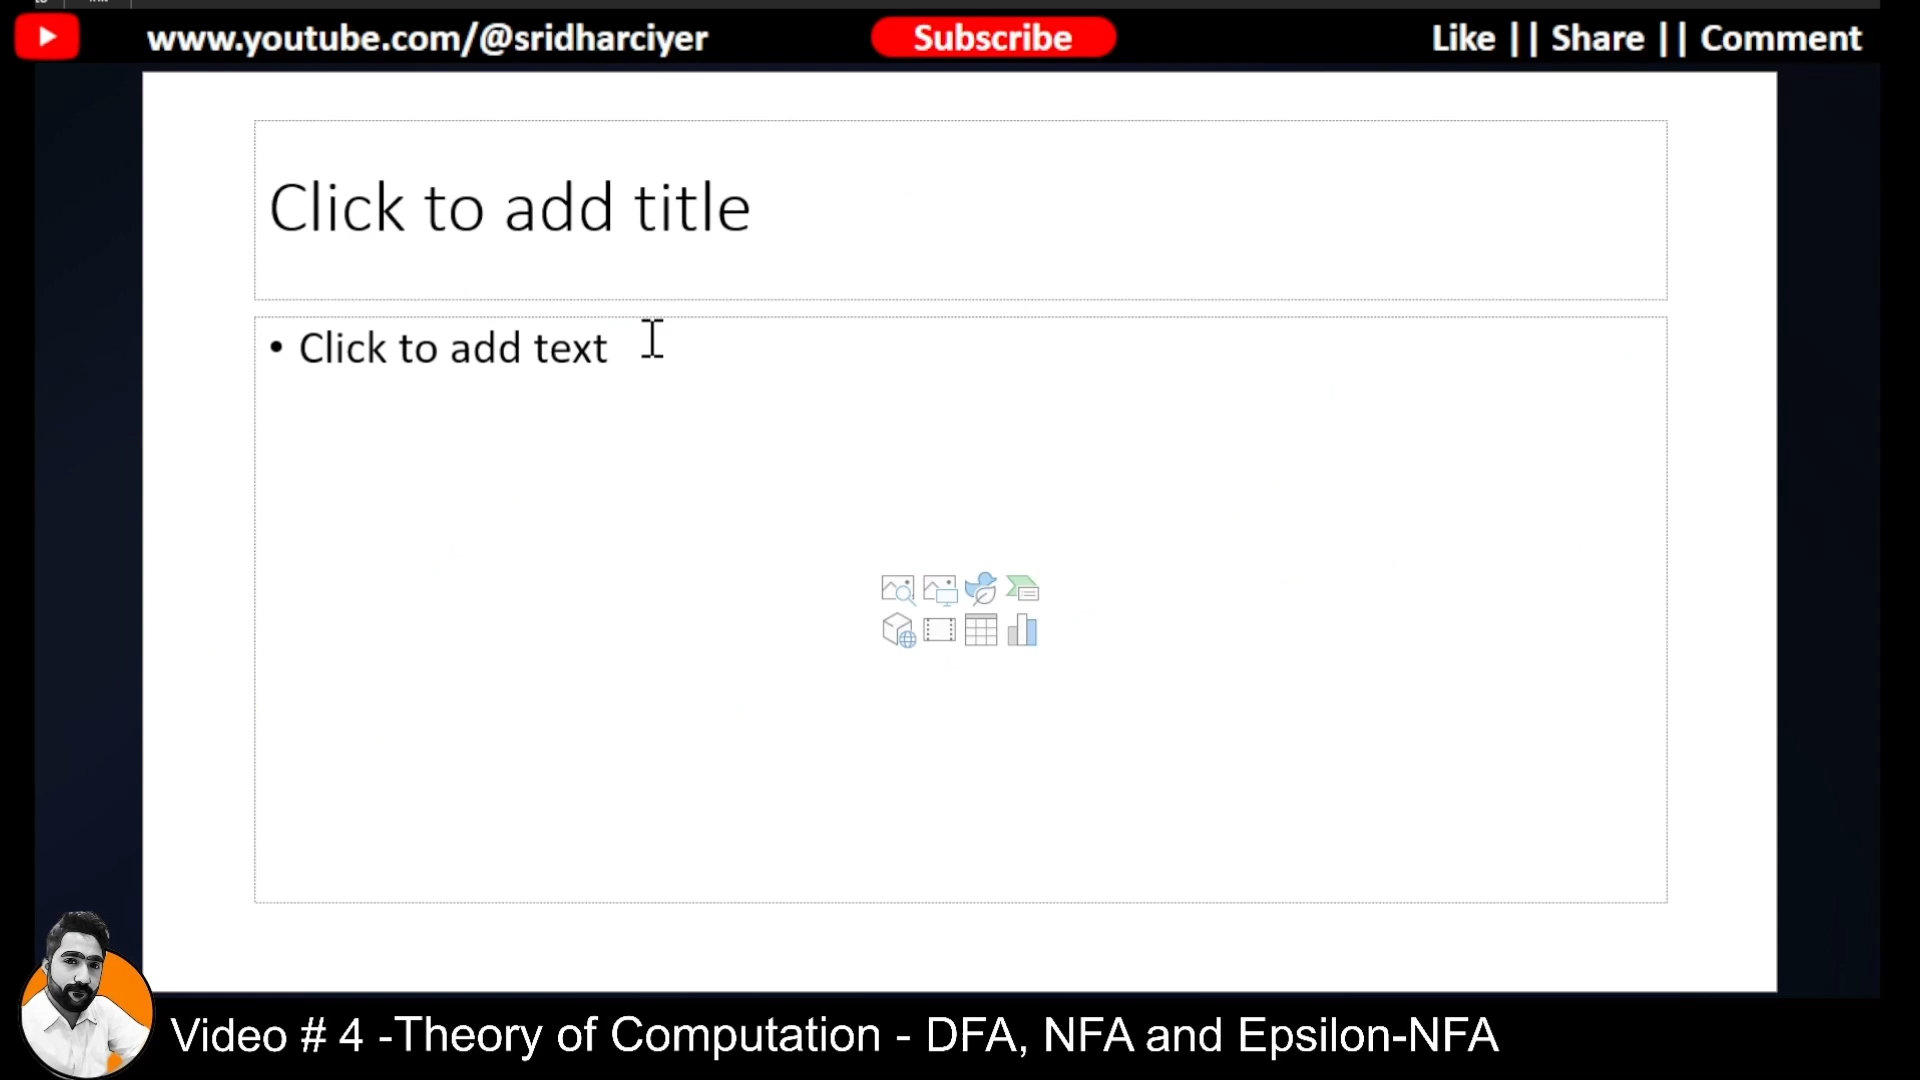 www.youtube.com/@sridharciyer
Subscribe
Like || Share || Comment
Click to add title
• Click to add text
Video # 4 -Theory of Computation - DFA, NFA and Epsilon-NFA